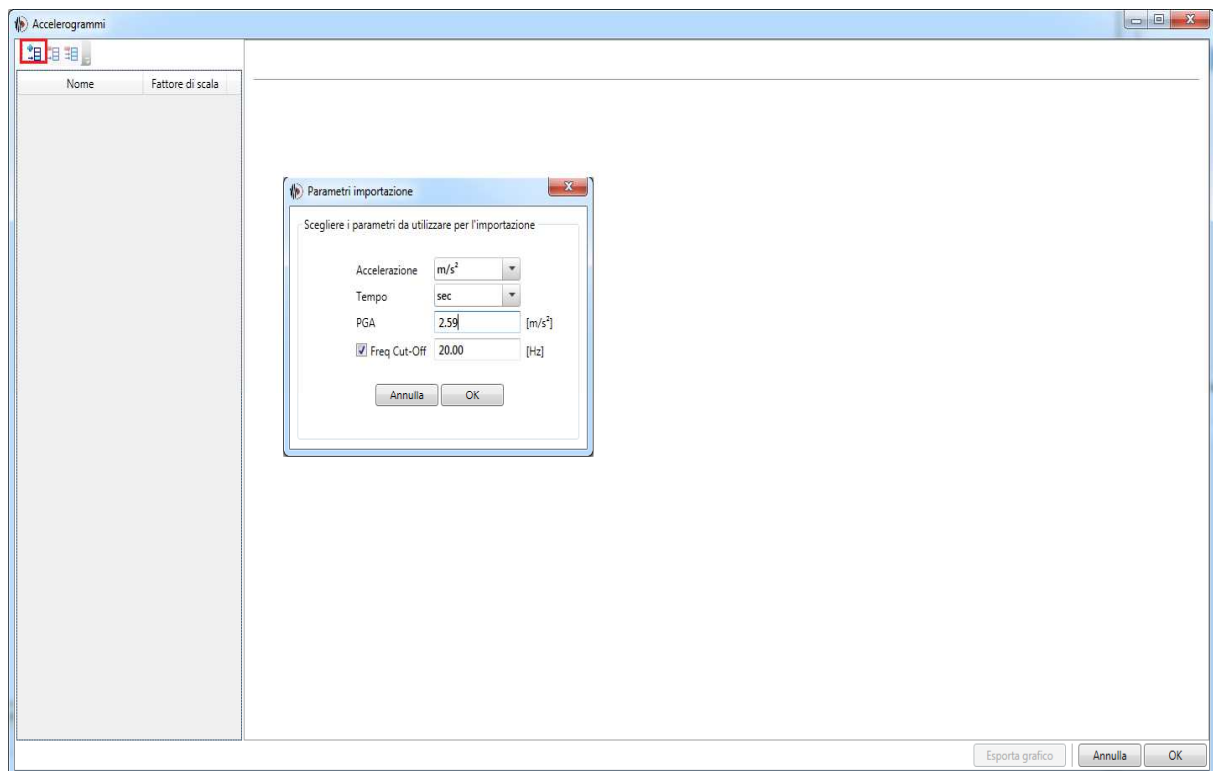 Accelerogrammi
Nome Fattore di scala
Parametri importazione
Scegliere i parametri da utilizzare per l'importazione
Accelerazione m/s²
Tempo sec
PGA 2.59 [m/s²]
Freq Cut-Off 20.00 [Hz]
Annulla OK
Esporta grafico Annulla OK